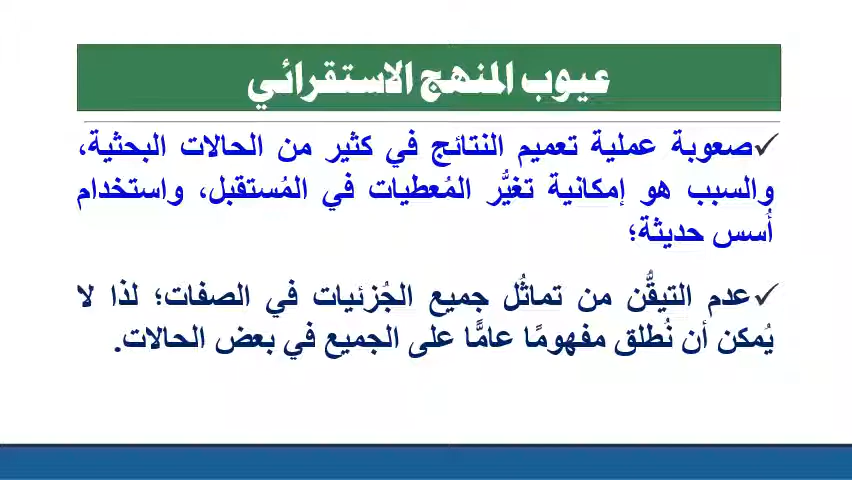 عيوب المنهج الاستقرائي
✓صعوبة عملية تعميم النتائج في كثير من الحالات البحثية،
والسبب هو إمكانية تغيُّر المُعطيات في المُستقبل، واستخدام
أُسس حديثة؛
✓عدم التيقُّن من تماثُل جميع الجُزئيات في الصفات؛ لذا لا
يُمكن أن نُطلق مفهومًا عامًّا على الجميع في بعض الحالات.